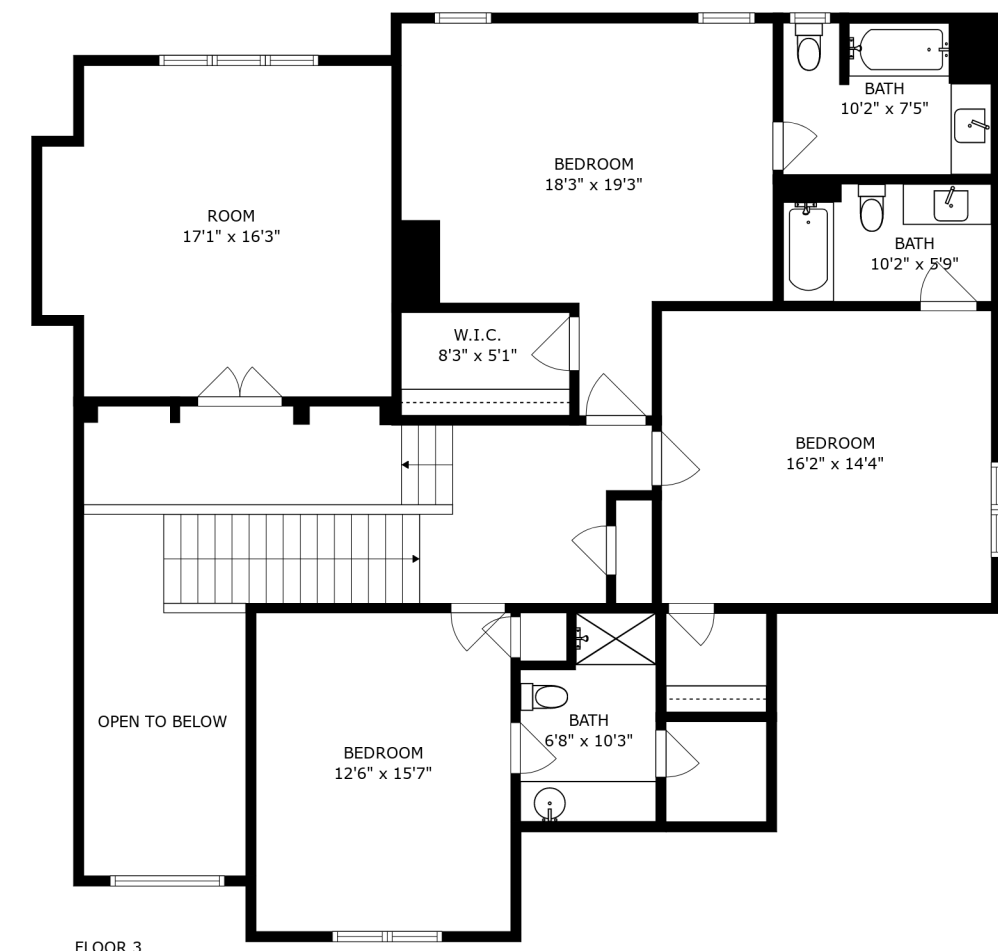 BATH
10'2" x 7'5"
BEDROOM
18'3" x 19'3"
ROOM
17'1" x 16'3"
BATH
10'2" x 5'9"
W.I.C.
8'3" x 5'1"
BEDROOM
16'2" x 14'4"
OPEN TO BELOW
BEDROOM
12'6" x 15'7"
BATH
6'8" x 10'3"
FLOOR 3